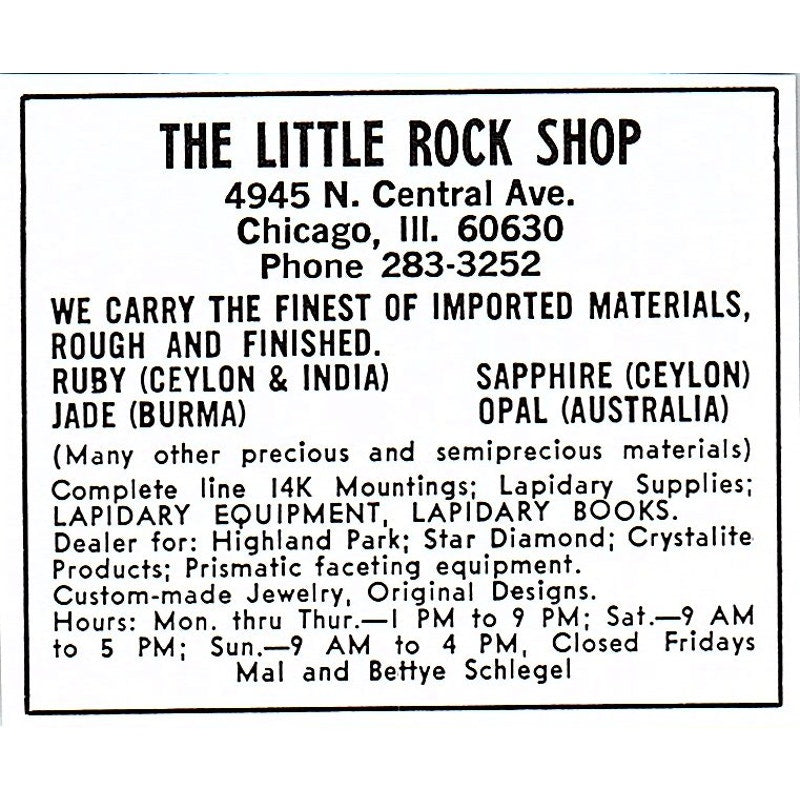 THE LITTLE ROCK SHOP
4945 N. Central Ave.
Chicago, Ill. 60630
Phone 283-3252
WE CARRY THE FINEST OF IMPORTED MATERIALS,
ROUGH AND FINISHED.
RUBY (CEYLON & INDIA) SAPPHIRE (CEYLON)
JADE (BURMA) OPAL (AUSTRALIA)
(Many other precious and semiprecious materials)
Complete line 14K Mountings; Lapidary Supplies;
LAPIDARY EQUIPMENT, LAPIDARY BOOKS.
Dealer for: Highland Park; Star Diamond; Crystalite
Products; Prismatic faceting equipment.
Custom-made Jewelry, Original Designs.
Hours: Mon. thru Thur.—1 PM to 9 PM; Sat.—9 AM
to 5 PM; Sun.—9 AM to 4 PM, Closed Fridays
Mal and Bettye Schlegel